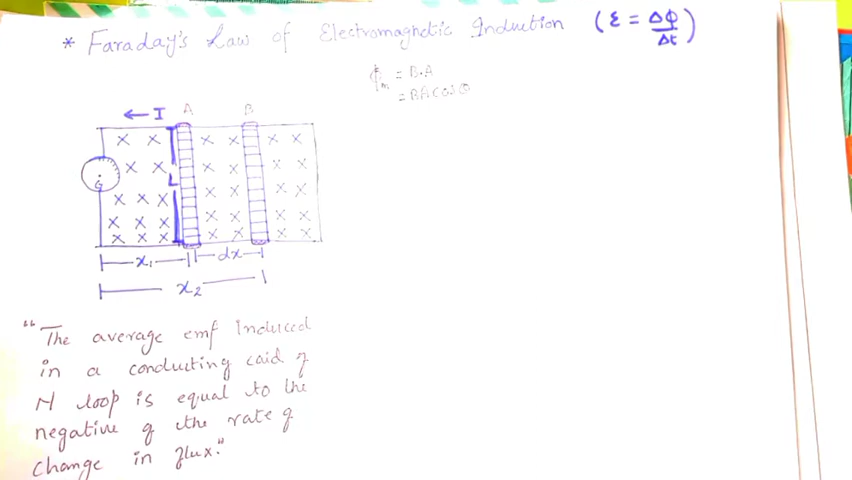 * Faraday's Law of Electromagnetic Induction (ε = Δϕ/Δt)
ϕm = B.A
= BA cos θ
← I A B
G
L
x1 dx
x2
"The average emf Induced
in a conducting coid of
N loop is equal to the
negative of the rate of
change in flux."